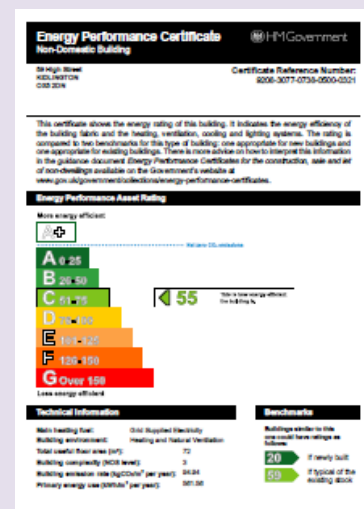 Energy Performance Certificate
HM Government
Non-Domestic Building
59 High Street
KIDLINGTON
OX5 2DN
Certificate Reference Number:
9206-3077-0738-0500-0321
This certificate shows the energy rating of this building. It indicates the energy efficiency of
the building fabric and the heating, ventilation, cooling and lighting systems. The rating is
compared to two benchmarks for this type of building: one appropriate for new buildings and
one appropriate for existing buildings. There is more advice on how to interpret this information
in the guidance document Energy Performance Certificates for the construction, sale and let
of non-dwellings available on the Government's website at
www.gov.uk/government/collections/energy-performance-certificates.
Energy Performance Asset Rating
More energy efficient
A+
Net zero CO₂ emissions
A 0-25
B 26-50
C 51-75
55
This is how energy efficient
the building is.
D 76-100
E 101-125
F 126-150
G Over 150
Less energy efficient
Technical Information
Main heating fuel: Grid Supplied Electricity
Building environment: Heating and Natural Ventilation
Total useful floor area (m²): 72
Building complexity (NOS level): 3
Building emission rate (kgCO₂/m² per year):
Primary energy use (kWh/m² per year):
Benchmarks
Buildings similar to this
one could have ratings as
follows:
20 If newly built
59 If typical of the
existing stock